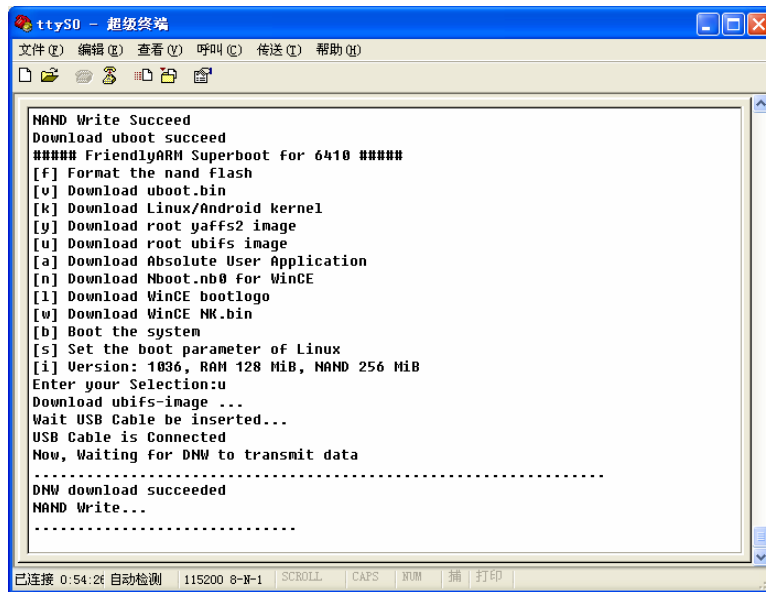 ttyS0 - 超级终端
文件(F) 编辑(E) 查看(V) 呼叫(C) 传送(T) 帮助(H)
NAND Write Succeed
Download uboot succeed
##### FriendlyARM Superboot for 6410 #####
[f] Format the nand flash
[v] Download uboot.bin
[k] Download Linux/Android kernel
[y] Download root yaffs2 image
[u] Download root ubifs image
[a] Download Absolute User Application
[n] Download Nboot.nb0 for WinCE
[l] Download WinCE bootlogo
[w] Download WinCE NK.bin
[b] Boot the system
[s] Set the boot parameter of Linux
[i] Version: 1036, RAM 128 MiB, NAND 256 MiB
Enter your Selection:u
Download ubifs-image ...
Wait USB Cable be inserted...
USB Cable is Connected
Now, Waiting for DNW to transmit data
.................................................................
DNW download succeeded
NAND Write...
..............................
已连接 0:54:26 自动检测 115200 8-N-1 SCROLL CAPS NUM 捕 打印